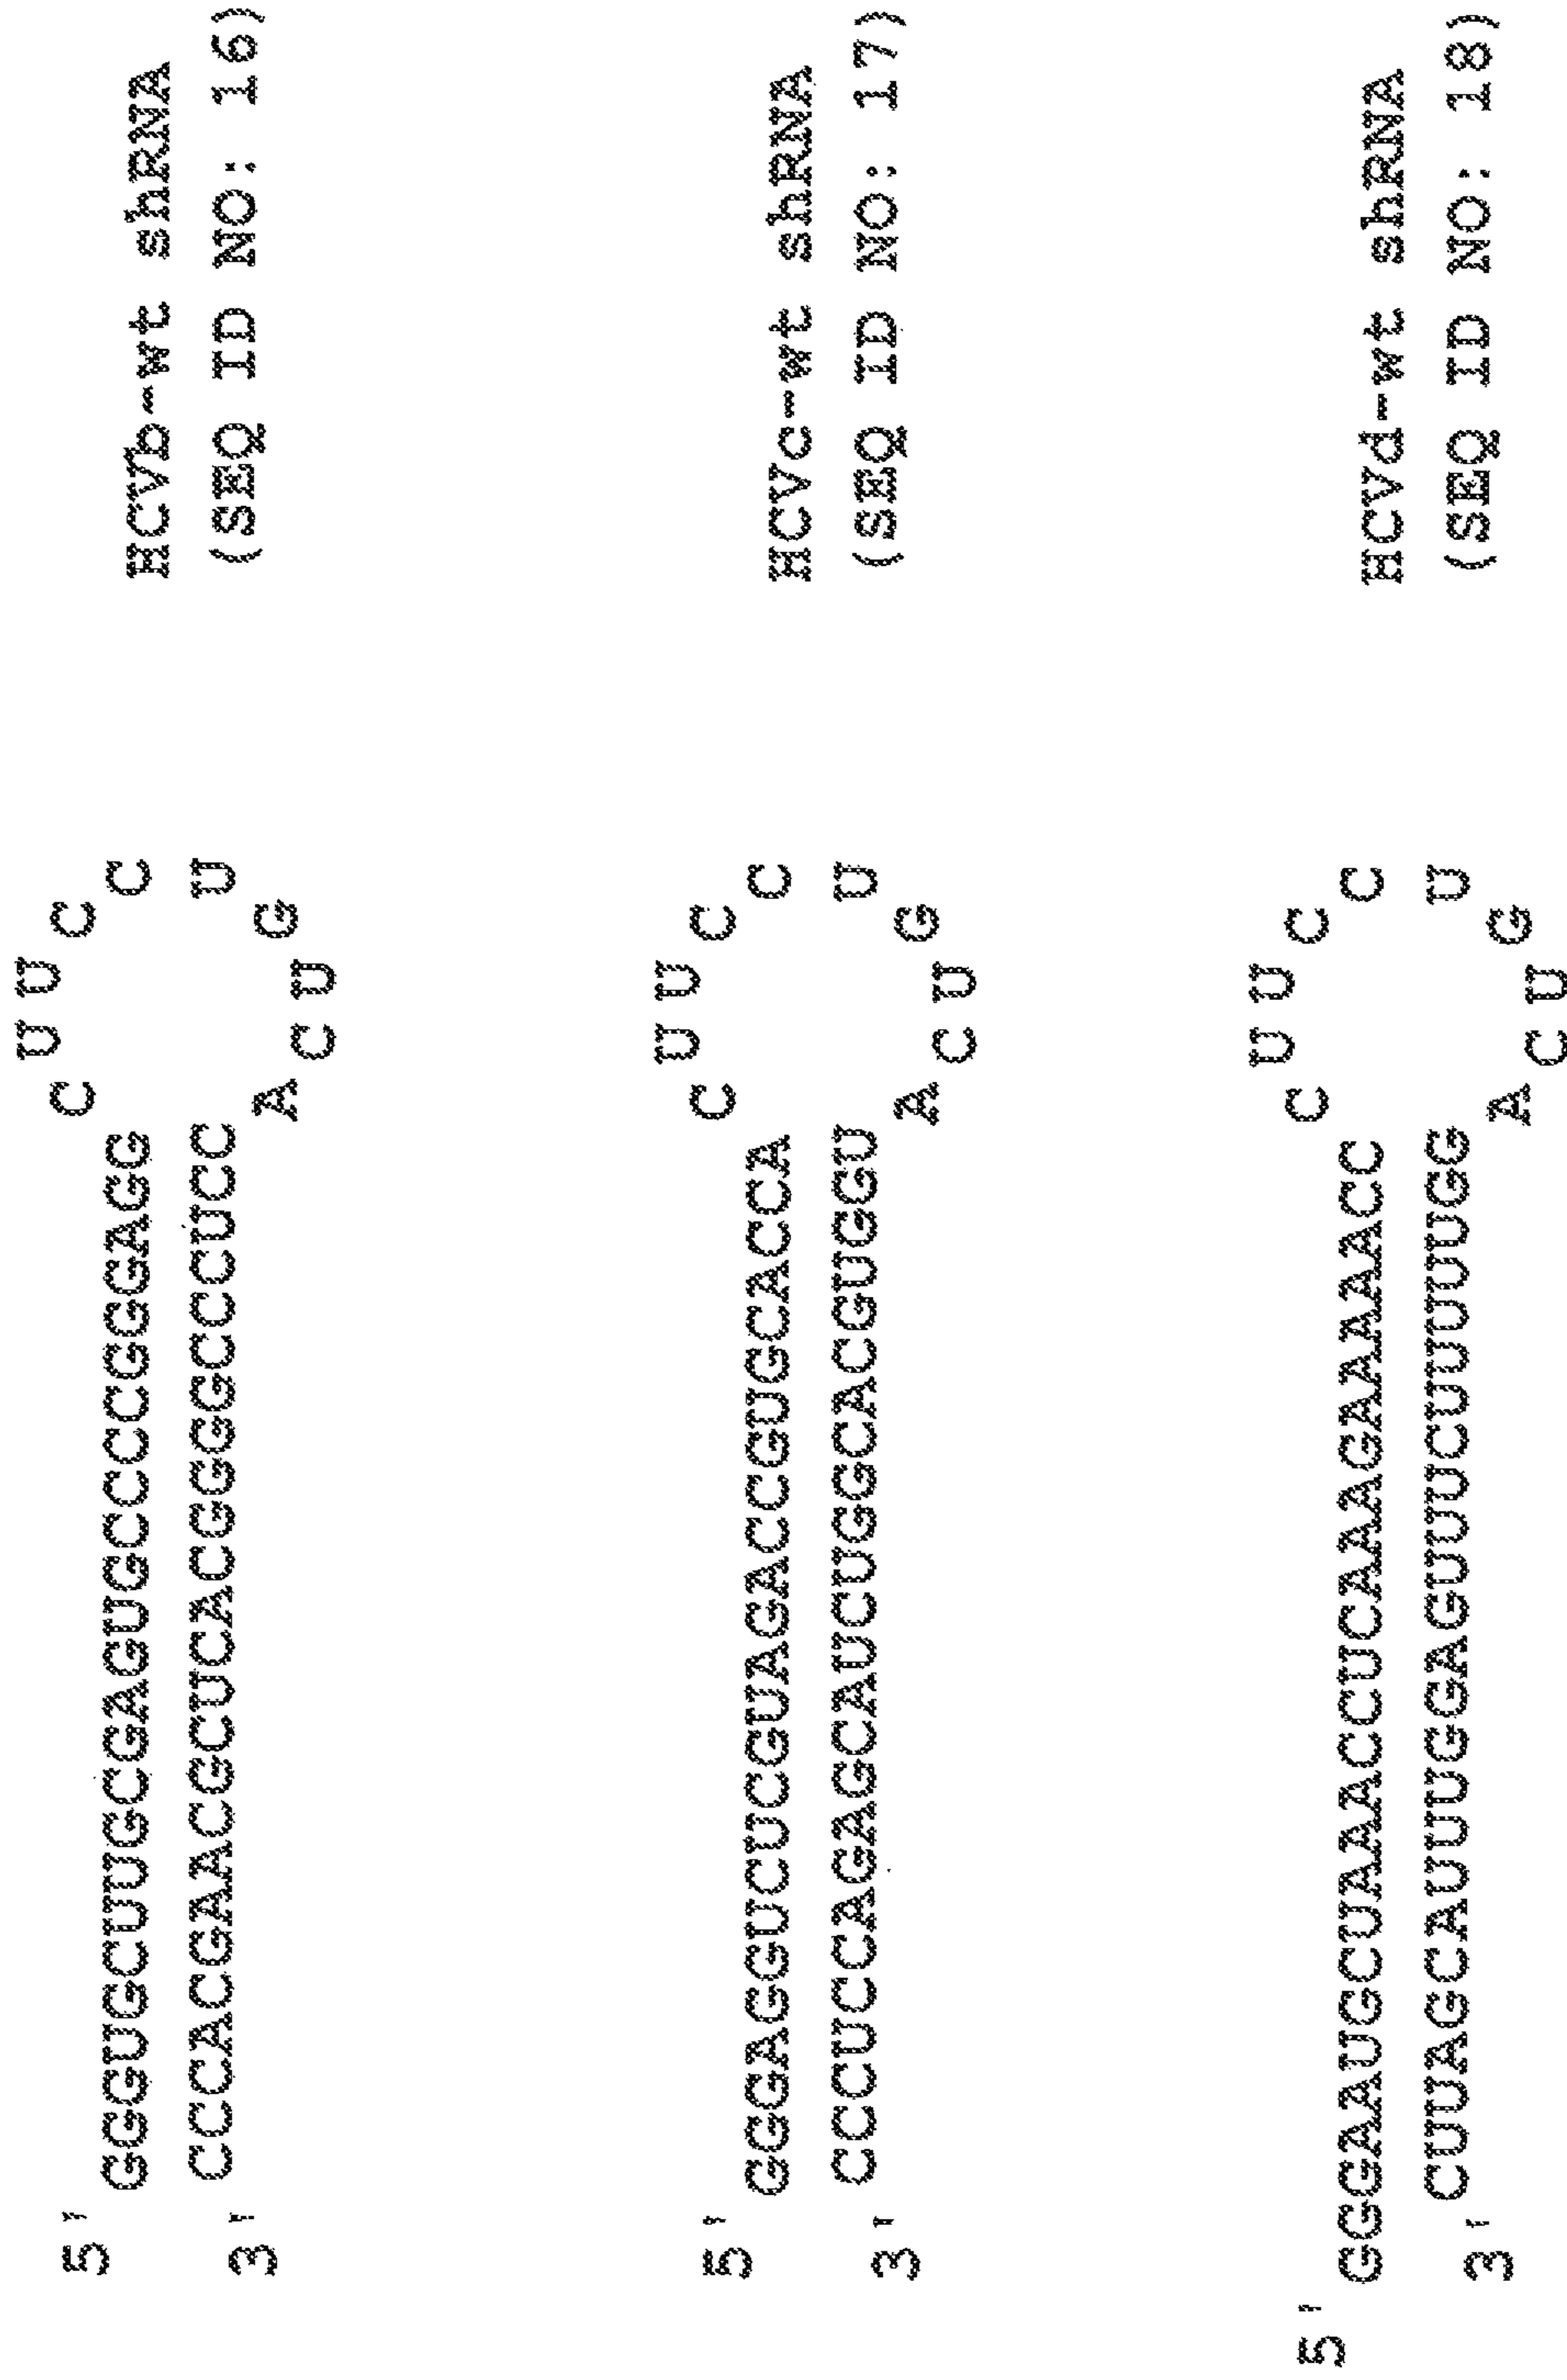 U U
C C
5' GGGUGCUUGCGAGUGCCCCGGGAGG C HCVb-wt shRNA
3' CCCACGAACGCUCACGGGGCCCUCC U (SEQ ID NO: 16)
A G
C U
U U
C C
5' GGGAGGUCUCGUAGACCGUGCACCA C HCVc-wt shRNA
3' CCCUCCAGAGCAUCUGGCACGUGGU U (SEQ ID NO: 17)
A G
C U
U U
C C
5' GGGAAUGCUAAACCUCAAAGAAAAACC C HCVd-wt shRNA
3' CUUAGCAUUUGGAGUUUCUUUUUGG U (SEQ ID NO: 18)
A G
C U